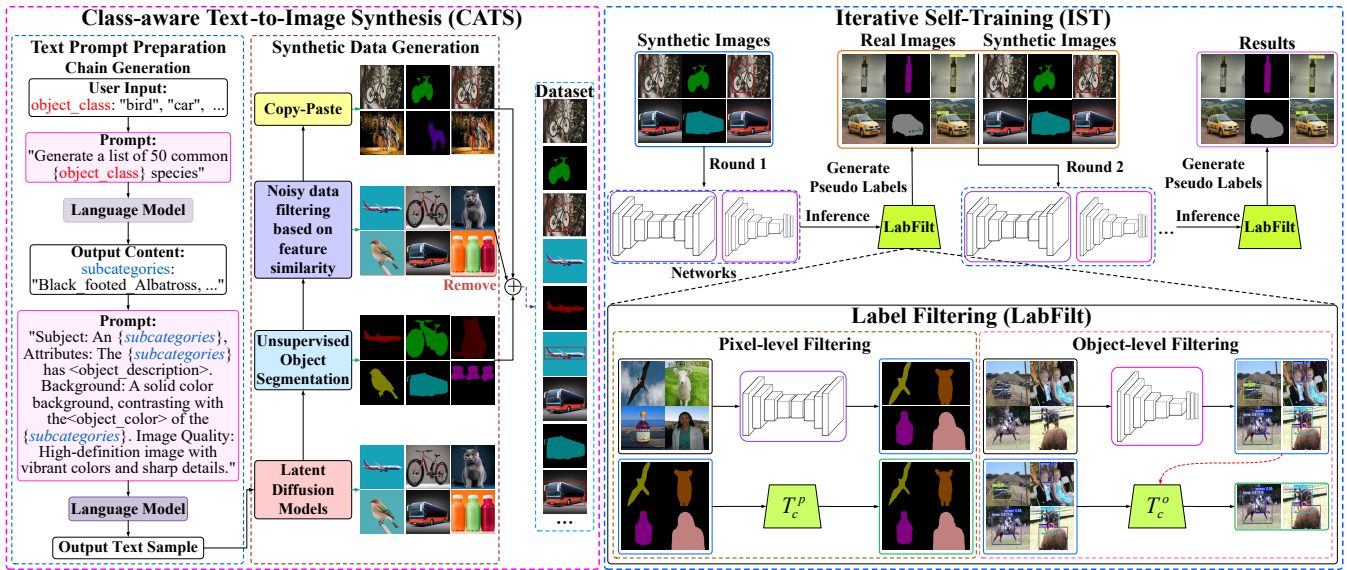 Class-aware Text-to-Image Synthesis (CATS)
Text Prompt Preparation
Chain Generation
User Input:
object_class: "bird", "car", ...
Prompt:
"Generate a list of 50 common
{object_class} species"
Language Model
Output Content:
subcategories:
"Black_footed_Albatross, ..."
Prompt:
"Subject: An {subcategories},
Attributes: The {subcategories}
has <object_description>.
Background: A solid color
background, contrasting with
the<object_color> of the
{subcategories}. Image Quality:
High-definition image with
vibrant colors and sharp details."
Language Model
Output Text Sample
Synthetic Data Generation
Copy-Paste
Noisy data
filtering
based on
feature
similarity
Remove
Unsupervised
Object
Segmentation
Latent
Diffusion
Models
Dataset
...
Iterative Self-Training (IST)
Synthetic Images
Real Images
Synthetic Images
Results
Round 1
Generate
Pseudo Labels
Round 2
Generate
Pseudo Labels
Networks
Inference
LabFilt
...
Inference
LabFilt
Label Filtering (LabFilt)
Pixel-level Filtering
T_c^p
Object-level Filtering
T_c^o